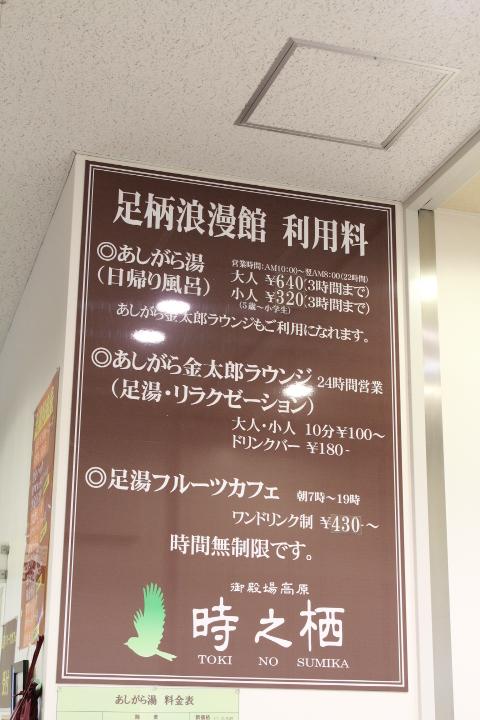 足柄浪漫館 利用料
◎あしがら湯
(日帰り風呂)
営業時間:AM10:00〜翌AM8:00(22時間)
大人 ¥640(3時間まで)
小人 ¥320(3時間まで)
(5歳〜小学生)
あしがら金太郎ラウンジもご利用になれます。
◎あしがら金太郎ラウンジ 24時間営業
(足湯・リラクゼーション)
大人・小人 10分¥100〜
ドリンクバー ¥180-
◎足湯フルーツカフェ 朝7時〜19時
ワンドリンク制 ¥430-〜
時間無制限です。
御殿場高原
時之栖
TOKI NO SUMIKA
あしがら湯 料金表